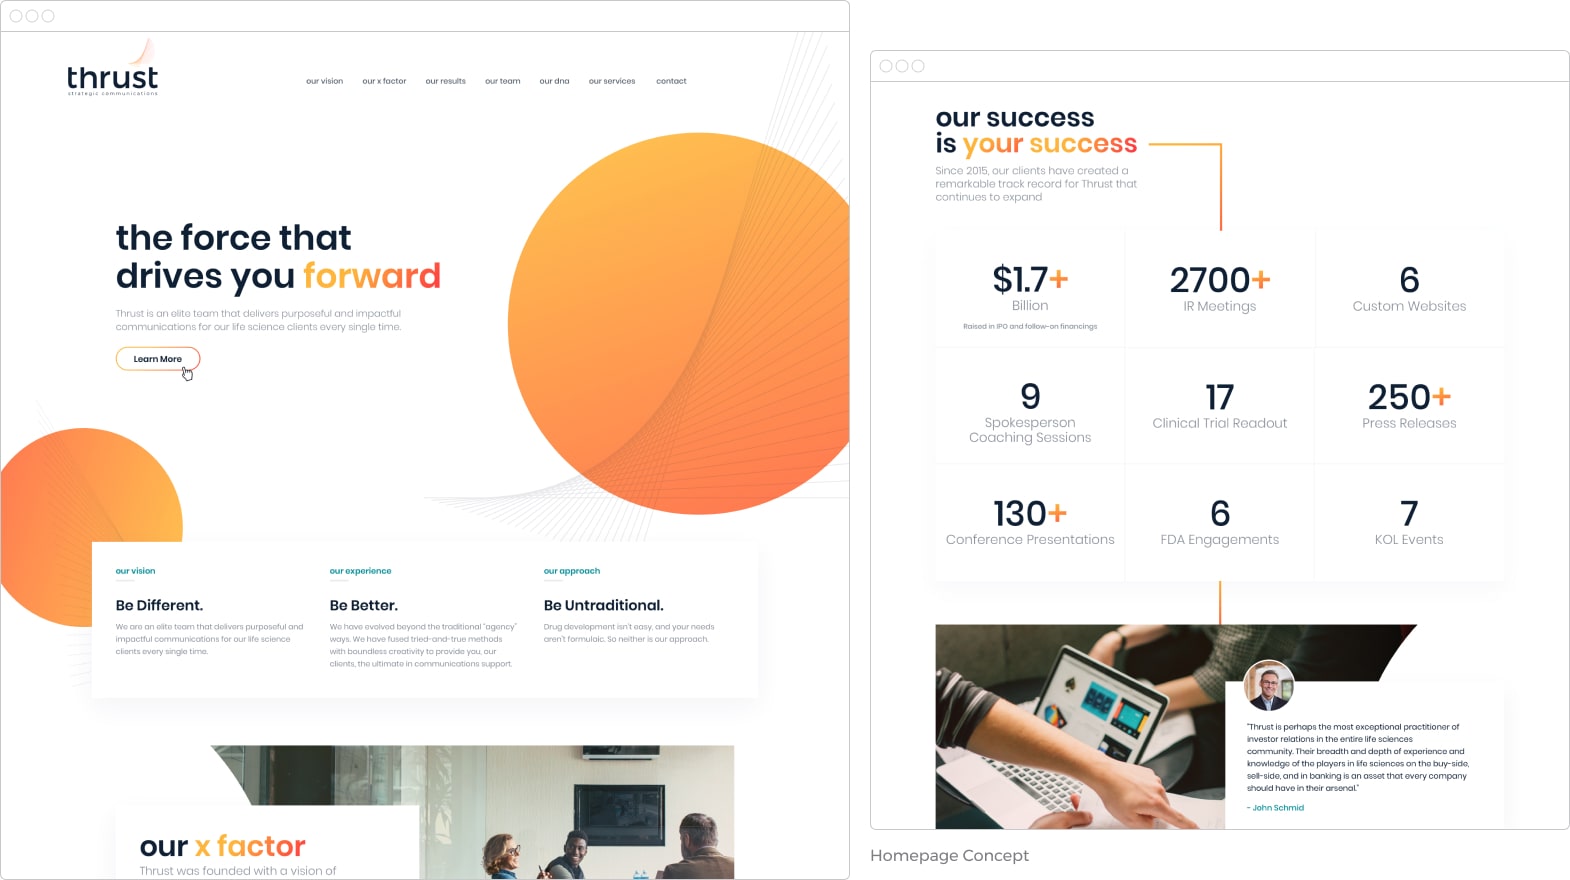 thrust
strategic communications
our vision our x factor our results our team our dna our services contact
the force that
drives you forward
Thrust is an elite team that delivers purposeful and impactful
communications for our life science clients every single time.
Learn More
our vision
Be Different.
We are an elite team that delivers purposeful and
impactful communications for our life science
clients every single time.
our experience
Be Better.
We have evolved beyond the traditional "agency"
ways. We have fused tried-and-true methods
with boundless creativity to provide you, our
clients, the ultimate in communications support.
our approach
Be Untraditional.
Drug development isn't easy, and your needs
aren't formulaic. So neither is our approach.
our x factor
Thrust was founded with a vision of
our success
is your success
Since 2015, our clients have created a
remarkable track record for Thrust that
continues to expand
$1.7+
Billion
Raised in IPO and follow-on financings
2700+
IR Meetings
6
Custom Websites
9
Spokesperson
Coaching Sessions
17
Clinical Trial Readout
250+
Press Releases
130+
Conference Presentations
6
FDA Engagements
7
KOL Events
"Thrust is perhaps the most exceptional practitioner of
investor relations in the entire life sciences
community. Their breadth and depth of experience and
knowledge of the players in life sciences on the buy-side,
sell-side, and in banking is an asset that every company
should have in their arsenal."
- John Schmid
Homepage Concept